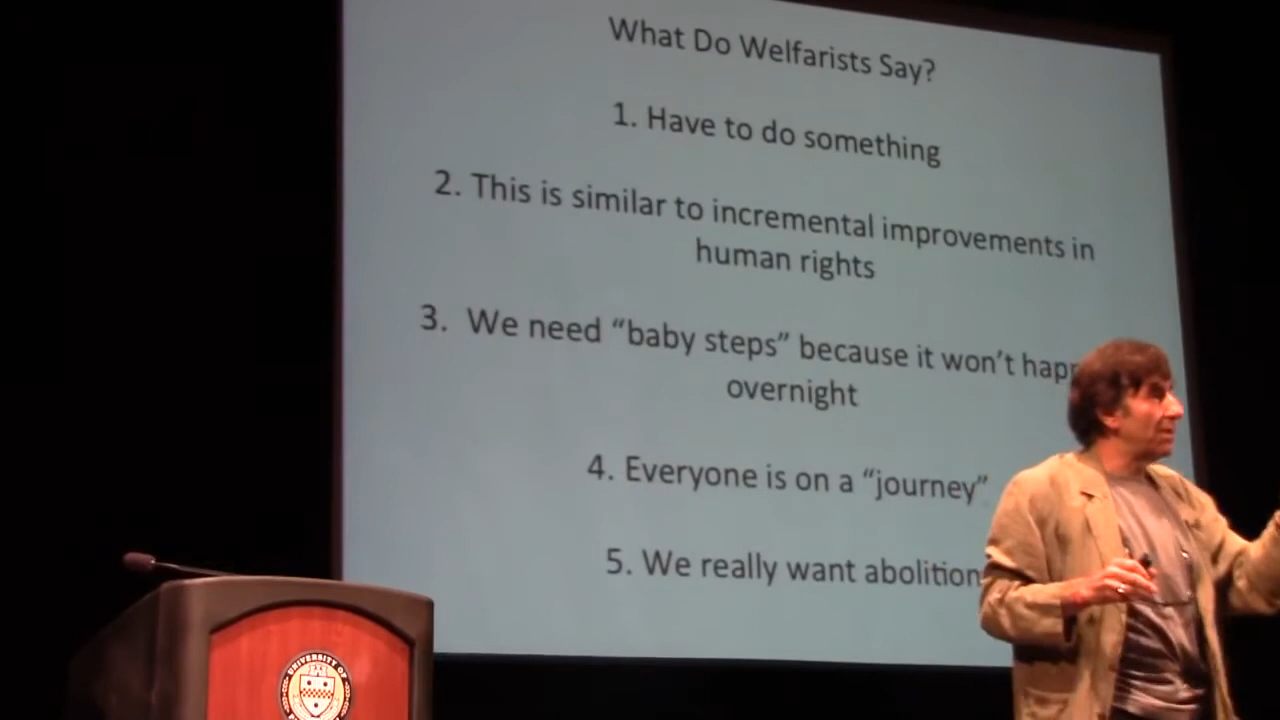 What Do Welfarists Say?
1. Have to do something
2. This is similar to incremental improvements in
human rights
3. We need “baby steps” because it won’t
overnight
4. Everyone is on a “journey”
5. We really want abolition
UNIVERSITY OF